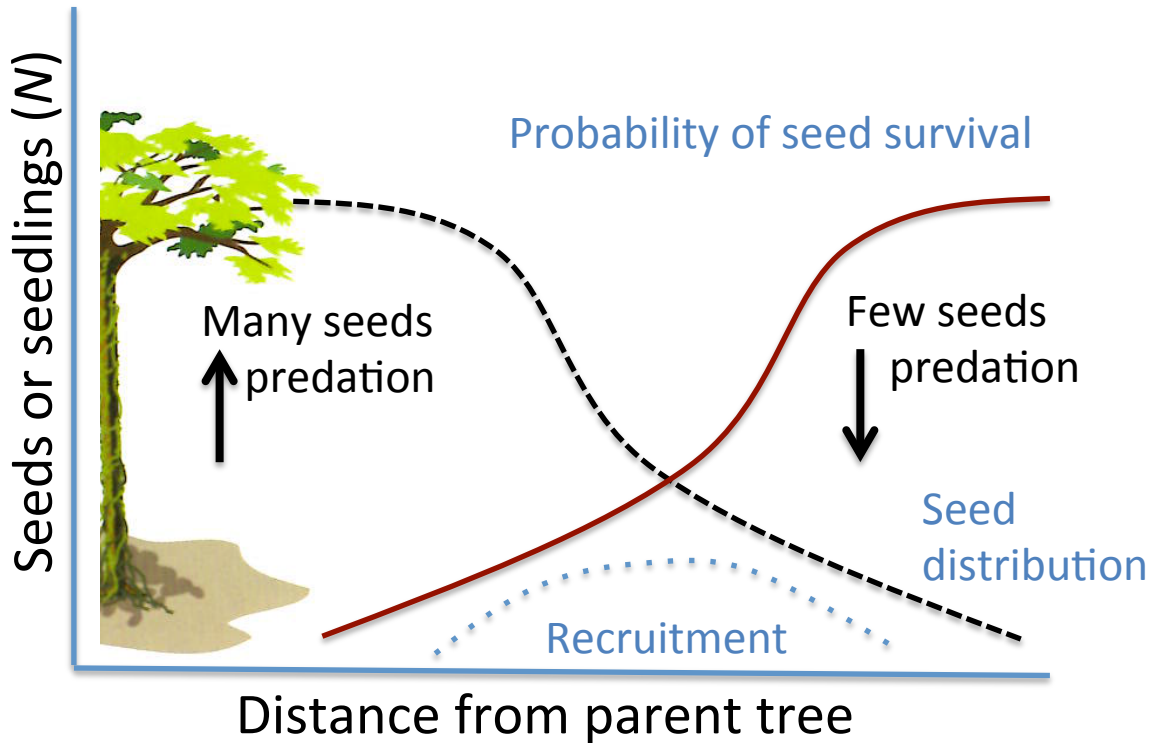 Seeds or seedlings (N)
Probability of seed survival
Many seeds
predation
Few seeds
predation
Seed
distribution
Recruitment
Distance from parent tree